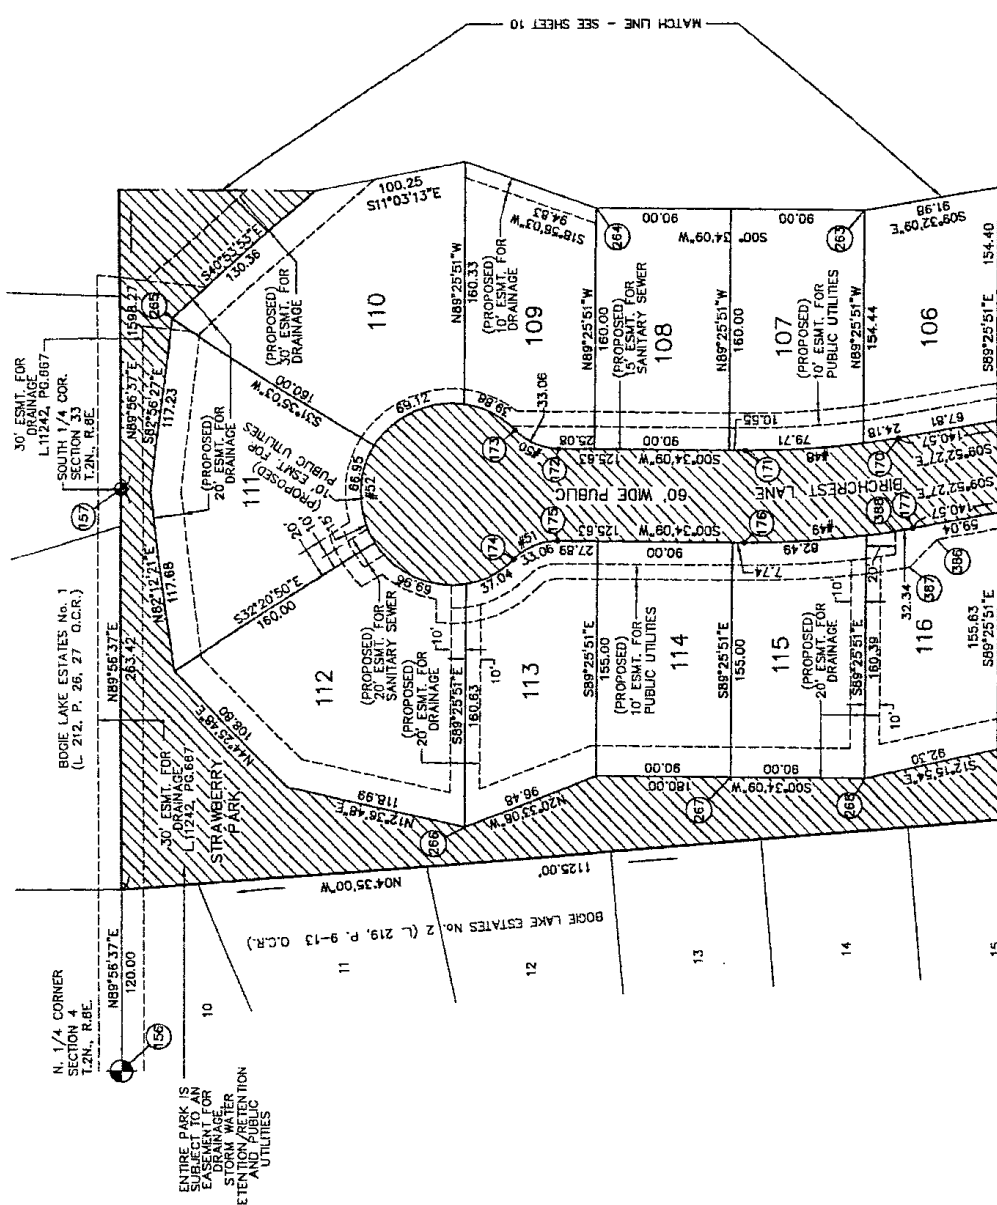 MATCH LINE - SEE SHEET 10
30' ESMT. FOR
DRAINAGE
L.11242, PG.667
SOUTH 1/4 COR.
SECTION 33
T.2N., R.8E.
157
BOGIE LAKE ESTATES No. 1
(L. 212, P. 26, 27 O.C.R.)
N. 1/4 CORNER
SECTION 4
T.2N., R.8E.
156
N89°56'37"E
120.00
N89°56'37"E
263.42
N89°56'37"E
1598.27
265
S82°56'27"E
117.23
N82°12'21"E
117.68
S40°53'53"E
130.36
30' ESMT. FOR
DRAINAGE
L.11242, PG.667
STRAWBERRY
PARK
ENTIRE PARK IS
SUBJECT TO AN
EASEMENT FOR
DRAINAGE,
STORM WATER
ETENTION/RETENTION
AND PUBLIC
UTILITIES
N44°25'48"E
108.80
N12°36'48"E
118.99
266
N20°33'08"W
96.48
N04°35'00"W
1125.00'
BOGIE LAKE ESTATES No. 2 (L. 219, P. 9-13 O.C.R.)
10
11
12
13
14
15
110
(PROPOSED)
30' ESMT. FOR
DRAINAGE
100.25
S11°03'13"E
S31°35'03"W
160.00
111
(PROPOSED)
20' ESMT. FOR
DRAINAGE
(PROPOSED)
10' ESMT. FOR
PUBLIC UTILITIES
15'
10'
10'
20'
66.95
#52
69.12
69.96
S32°20'50"E
160.00
112
(PROPOSED)
20' ESMT. FOR
SANITARY SEWER
(PROPOSED)
20' ESMT. FOR
DRAINAGE
10'
10'
S89°25'51"E
160.63
N89°25'51"W
160.33
(PROPOSED)
10' ESMT. FOR
DRAINAGE
109
S18°58'03"W
94.83
264
39.88
173
#50
33.06
172
25.08
N89°25'51"W
160.00
(PROPOSED)
15' ESMT. FOR
SANITARY SEWER
108
90.00
90.00
S00°34'09"W
90.00
125.63
S00°34'09"W
N89°25'51"W
160.00
10.55
171
107
(PROPOSED)
10' ESMT. FOR
PUBLIC UTILITIES
79.71
#48
263
N89°25'51"W
154.44
24.18
170
106
S09°32'09"E
91.98
154.40
S89°25'51"E
67.81
140.57
S09°52'27"E
60' WIDE PUBLIC
BIRCHCREST LANE
113
37.04
174
#51
33.06
175
27.89
S89°25'51"E
155.00
114
(PROPOSED)
10' ESMT. FOR
PUBLIC UTILITIES
90.00
125.63
S00°34'09"W
176
7.74
S89°25'51"E
155.00
115
(PROPOSED)
20' ESMT. FOR
DRAINAGE
82.49
#49
388
177
20'
10'
10'
S89°25'51"E
160.39
32.34
387
386
59.04
140.57
S09°52'27"E
116
155.63
S89°25'51"E
90.00
180.00
267
S00°34'09"W
90.00
268
S12°15'54"E
92.30